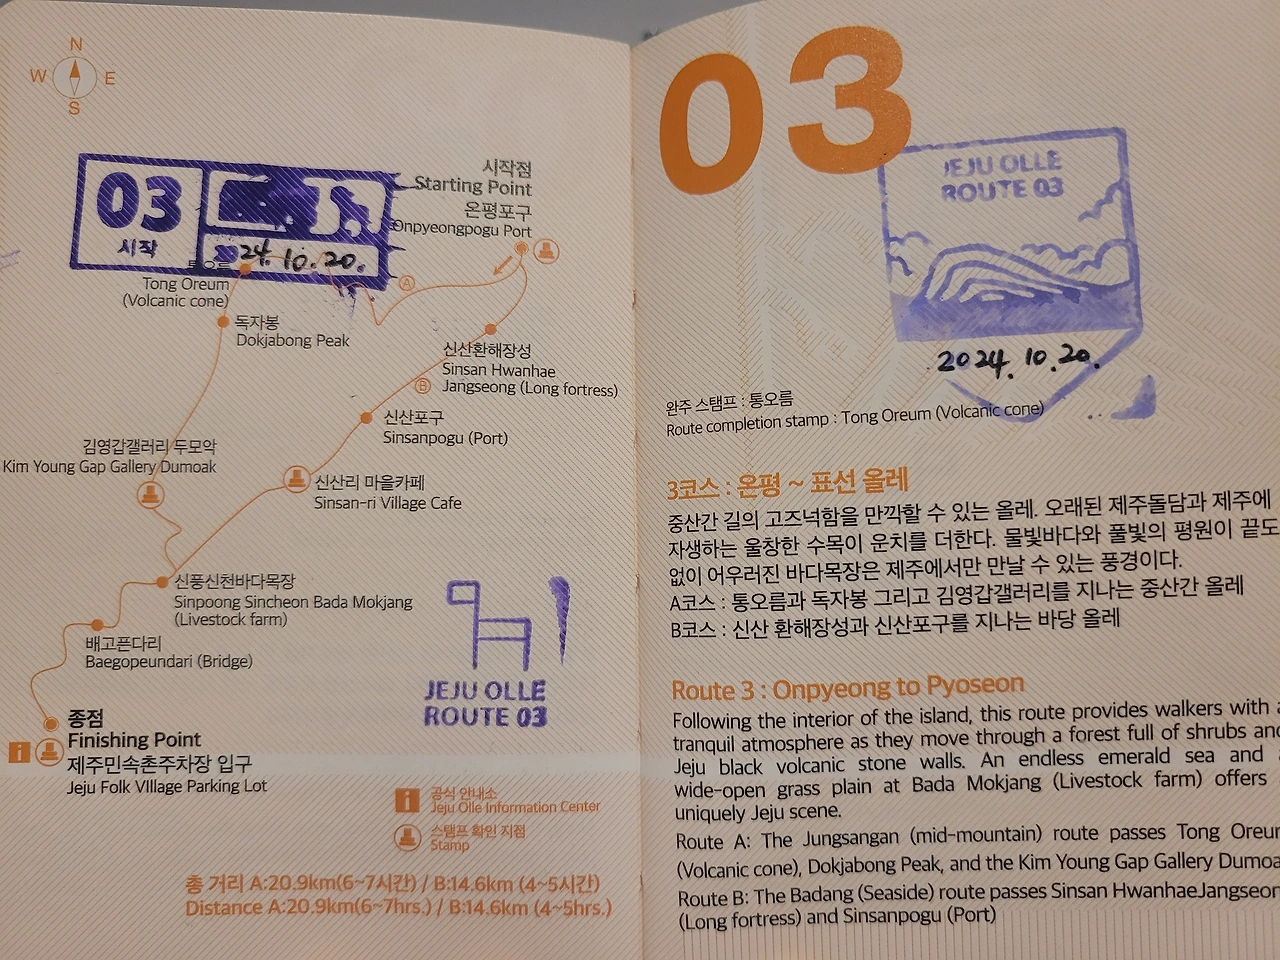 N
W E
S
03
시작
24. 10. 20.
시작점
Starting Point
온평포구
Onpyeongpogu Port
A
Tong Oreum
(Volcanic cone)
독자봉
Dokjabong Peak
신산환해장성
Sinsan Hwanhae
Jangseong (Long fortress)
B
신산포구
Sinsanpogu (Port)
김영갑갤러리 두모악
Kim Young Gap Gallery Dumoak
신산리 마을카페
Sinsan-ri Village Cafe
신풍신천바다목장
Sinpoong Sincheon Bada Mokjang
(Livestock farm)
배고픈다리
Baegopeundari (Bridge)
JEJU OLLE
ROUTE 03
종점
Finishing Point
제주민속촌주차장 입구
Jeju Folk VIllage Parking Lot
i
i 공식 안내소
Jeju Olle Information Center
스탬프 확인 지점
Stamp
총 거리 A:20.9km(6~7시간) / B:14.6km (4~5시간)
Distance A:20.9km(6~7hrs.) / B:14.6km (4~5hrs.)
03
JEJU OLLE
ROUTE 03
2024. 10. 20.
완주 스탬프 : 통오름
Route completion stamp : Tong Oreum (Volcanic cone)
3코스 : 온평 ~ 표선 올레
중산간 길의 고즈넉함을 만끽할 수 있는 올레. 오래된 제주돌담과 제주에
자생하는 울창한 수목이 운치를 더한다. 물빛바다와 풀빛의 평원이 끝도
없이 어우러진 바다목장은 제주에서만 만날 수 있는 풍경이다.
A코스 : 통오름과 독자봉 그리고 김영갑갤러리를 지나는 중산간 올레
B코스 : 신산 환해장성과 신산포구를 지나는 바당 올레
Route 3 : Onpyeong to Pyoseon
Following the interior of the island, this route provides walkers with a
tranquil atmosphere as they move through a forest full of shrubs and
Jeju black volcanic stone walls. An endless emerald sea and a
wide-open grass plain at Bada Mokjang (Livestock farm) offers
uniquely Jeju scene.
Route A: The Jungsangan (mid-mountain) route passes Tong Oreum
(Volcanic cone), Dokjabong Peak, and the Kim Young Gap Gallery Dumoa
Route B: The Badang (Seaside) route passes Sinsan HwanhaeJangseon
(Long fortress) and Sinsanpogu (Port)